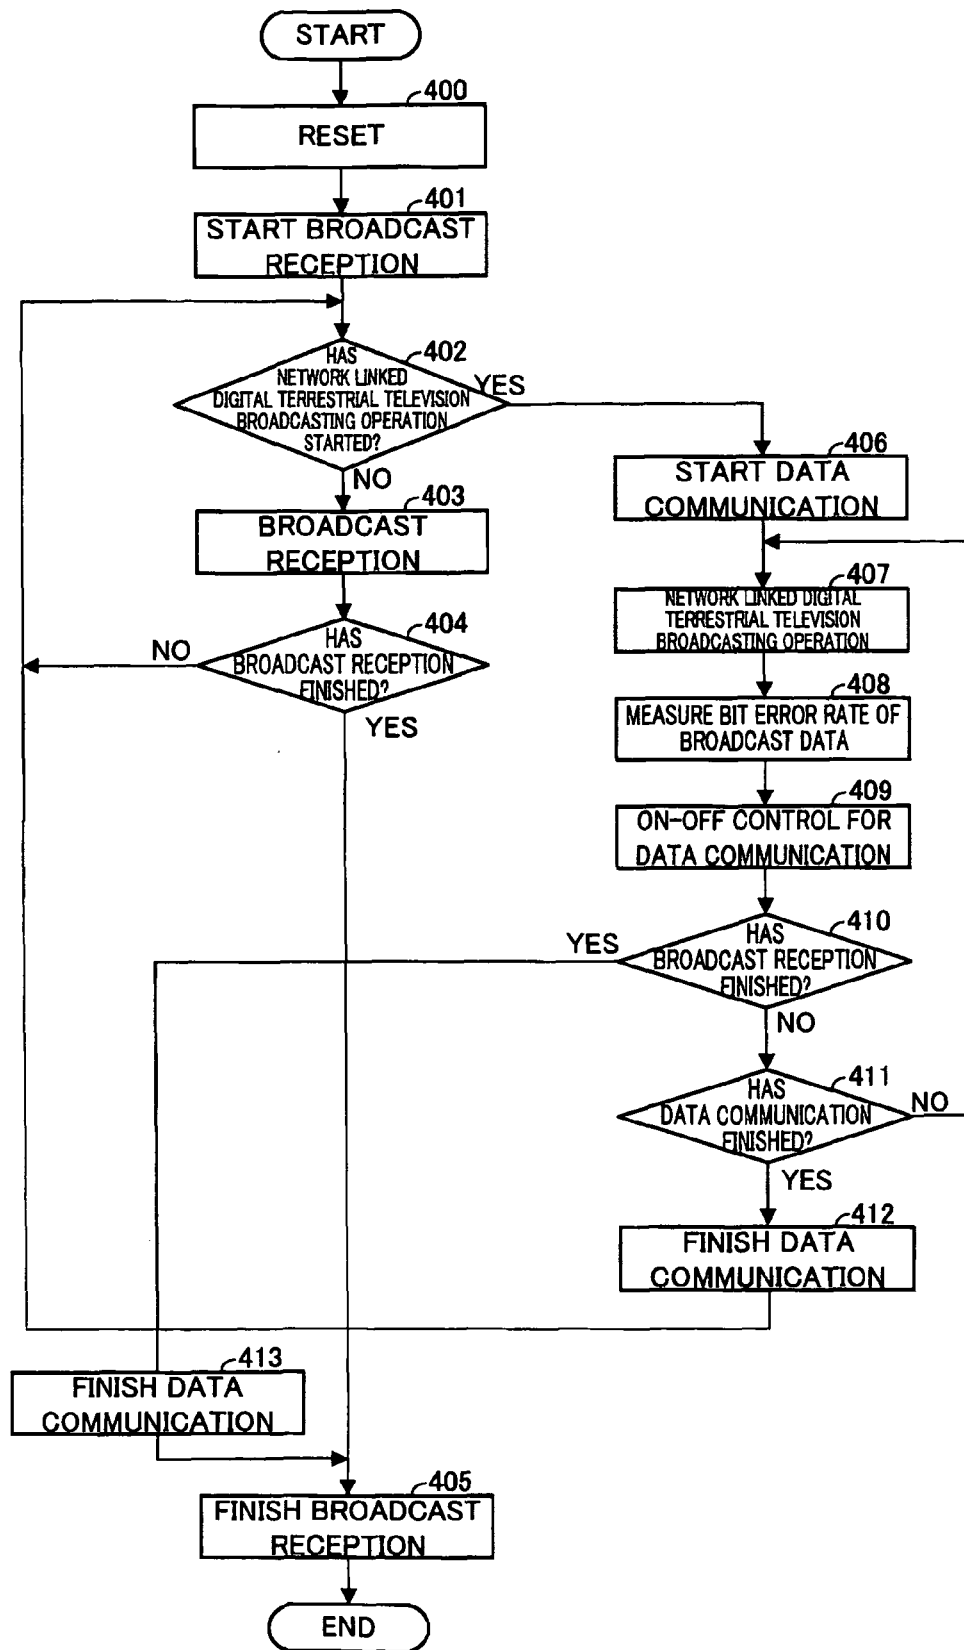 START
400
RESET
401
START BROADCAST
RECEPTION
402
HAS
NETWORK LINKED
DIGITAL TERRESTRIAL TELEVISION
BROADCASTING OPERATION
STARTED?
YES
NO
403
BROADCAST
RECEPTION
404
HAS
BROADCAST RECEPTION
FINISHED?
NO
YES
406
START DATA
COMMUNICATION
407
NETWORK LINKED DIGITAL
TERRESTRIAL TELEVISION
BROADCASTING OPERATION
408
MEASURE BIT ERROR RATE OF
BROADCAST DATA
409
ON-OFF CONTROL FOR
DATA COMMUNICATION
410
HAS
BROADCAST RECEPTION
FINISHED?
YES
NO
411
HAS
DATA COMMUNICATION
FINISHED?
NO
YES
412
FINISH DATA
COMMUNICATION
413
FINISH DATA
COMMUNICATION
405
FINISH BROADCAST
RECEPTION
END